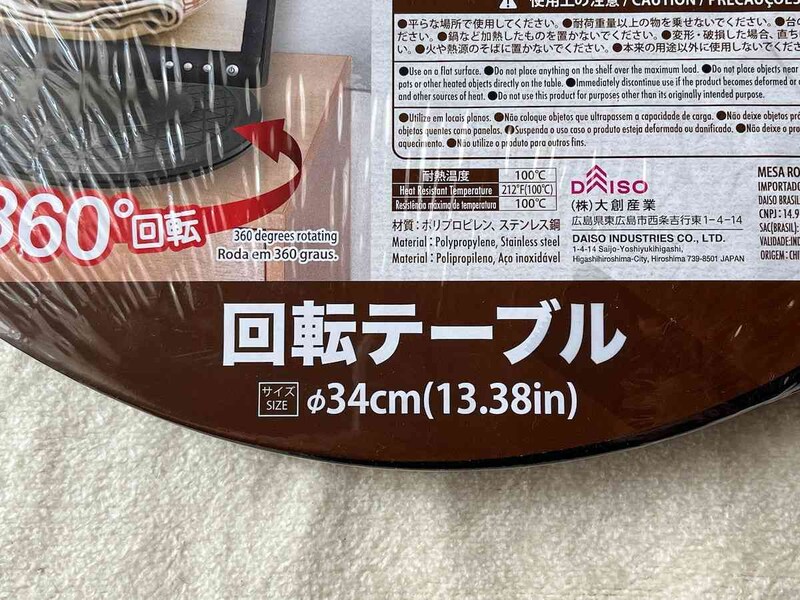 使用上の注意 / CAUTION / PRECAUÇÕES
●平らな場所で使用してください。●耐荷重量以上の物を乗せないでください。●台の
い。●鍋など加熱したものを置かないでください。●変形・破損した場合、直ち
い。●火や熱源のそばに置かないでください。●本来の用途以外に使用しないでくだ
●Use on a flat surface. ●Do not place anything on the shelf over the maximum load. ●Do not place objects near
pots or other heated objects directly on the table. ●Immediately discontinue use if the product becomes deformed or
and other sources of heat. ●Do not use this product for purposes other than its originally intended purpose.
●Utilize em locais planos. ●Não coloque objetos que ultrapassem a capacidade de carga. ●Não deixe objetos pró
objetos quentes como panelas. ●Suspenda o uso caso o produto esteja deformado ou danificado. ●Não deixe o pro
aquecimento. ●Não utilize o produto para outros fins.
耐熱温度 100℃
Heat Resistant Temperature 212°F(100℃)
Resistência máxima de temperatura 100℃
材質：ポリプロピレン、ステンレス鋼
Material : Polypropylene, Stainless steel
Material : Polipropileno, Aço inoxidável
DAISO
(株)大創産業
広島県東広島市西条吉行東1-4-14
DAISO INDUSTRIES CO., LTD.
1-4-14 Saijo-Yoshiyukihigashi,
Higashihiroshima-City, Hiroshima 739-8501 JAPAN
MESA RO
IMPORTADO
DAISO BRASIL
CNPJ: 14.9
SAC(BRASIL):
VALIDADE:IND
ORIGEM: CHI
360°回転
360 degrees rotating
Roda em 360 graus.
回転テーブル
サイズ
SIZE
φ34cm(13.38in)